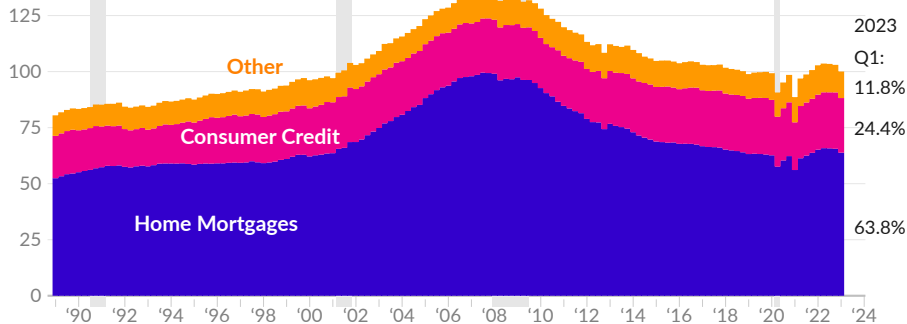 125
2023
Q1:
Other
100
11.8%
Consumer Credit
75
24.4%
50
Home Mortgages
63.8%
25
0
‘90 ‘92 ‘94 ‘96 ‘98 ‘00 ‘02 ‘04 ‘06 ‘08 ‘10 ‘12 ‘14 ‘16 ‘18 ‘20 ‘22 ‘24